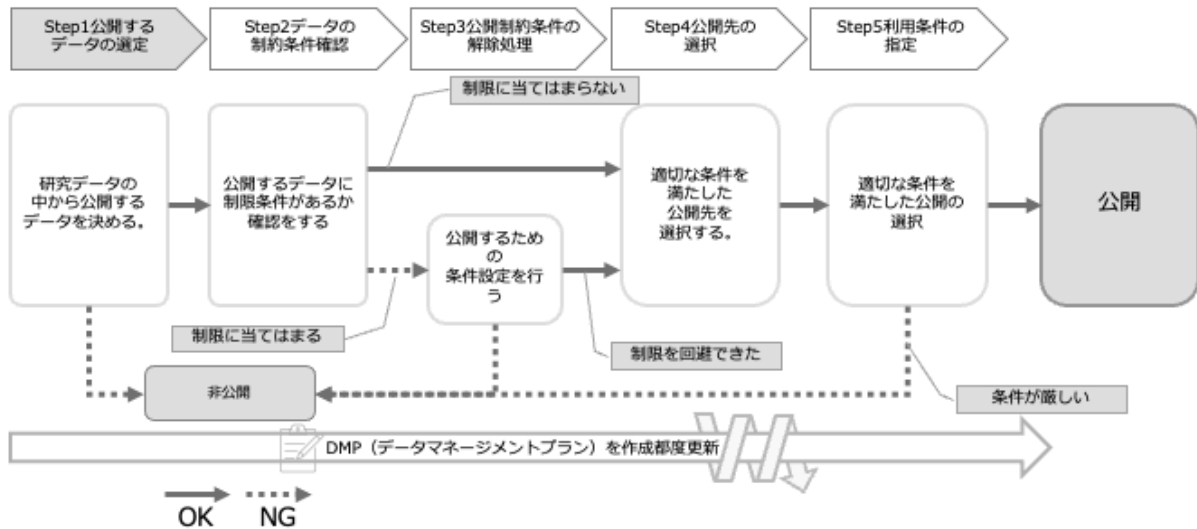 Step1公開する
データの選定
Step2データの
制約条件確認
Step3公開制約条件の
解除処理
Step4公開先の
選択
Step5利用条件の
指定
制限に当てはまらない
研究データの
中から公開する
データを決める。
公開するデータに
制限条件があるか
確認をする
適切な条件を
満たした
公開先を
選択する。
適切な条件を
満たした公開の
選択
公開
公開するための
条件設定を行う
制限に当てはまる
制限を回避できた
非公開
条件が厳しい
DMP（データマネージメントプラン）を作成都度更新
OK
NG